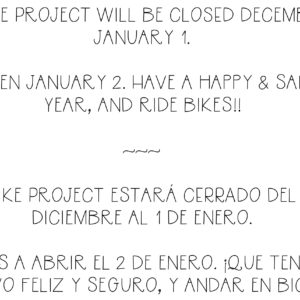 E PROJECT WILL BE CLOSED DECEMBE
JANUARY 1.
EN JANUARY 2. HAVE A HAPPY & SA
YEAR, AND RIDE BIKES!!
~~~
KE PROJECT ESTARÁ CERRADO DEL
DICIEMBRE AL 1 DE ENERO.
S A ABRIR EL 2 DE ENERO. ¡QUE TEN
VO FELIZ Y SEGURO, Y ANDAR EN BIC